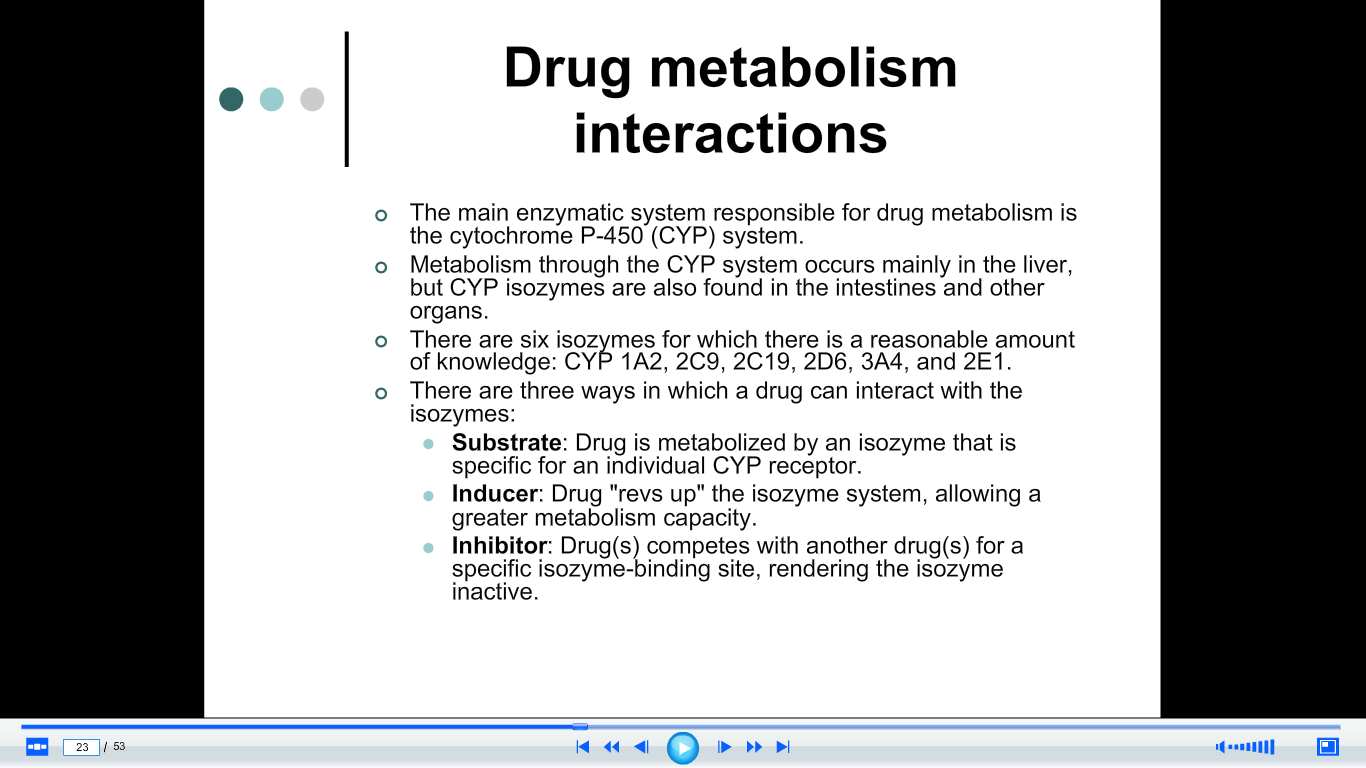 Drug metabolism
interactions
The main enzymatic system responsible for drug metabolism is
the cytochrome P-450 (CYP) system.
Metabolism through the CYP system occurs mainly in the liver,
but CYP isozymes are also found in the intestines and other
organs.
There are six isozymes for which there is a reasonable amount
of knowledge: CYP 1A2, 2C9, 2C19, 2D6, 3A4, and 2E1.
There are three ways in which a drug can interact with the
isozymes:
Substrate: Drug is metabolized by an isozyme that is
specific for an individual CYP receptor.
Inducer: Drug "revs up" the isozyme system, allowing a
greater metabolism capacity.
Inhibitor: Drug(s) competes with another drug(s) for a
specific isozyme-binding site, rendering the isozyme
inactive.
23 / 53